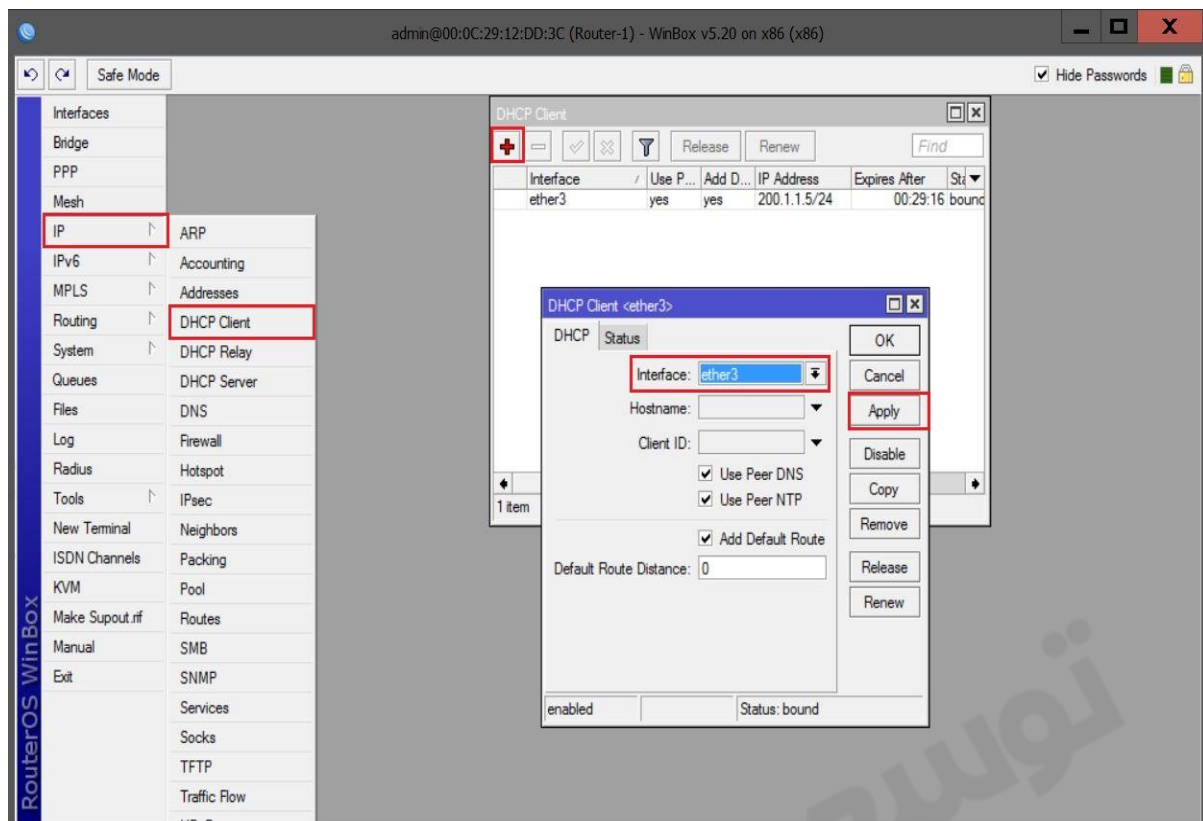 admin@00:0C:29:12:DD:3C (Router-1) - WinBox v5.20 on x86 (x86)
Safe Mode
Hide Passwords
Interfaces
Bridge
PPP
Mesh
IP
IPv6
MPLS
Routing
System
Queues
Files
Log
Radius
Tools
New Terminal
ISDN Channels
KVM
Make Supout.rif
Manual
Exit
RouterOS WinBox
ARP
Accounting
Addresses
DHCP Client
DHCP Relay
DHCP Server
DNS
Firewall
Hotspot
IPsec
Neighbors
Packing
Pool
Routes
SMB
SNMP
Services
Socks
TFTP
Traffic Flow
DHCP Client
Release Renew Find
Interface / Use P... Add D... IP Address Expires After
ether3 yes yes 200.1.1.5/24 00:29:16 bound
1 item
DHCP Client <ether3>
DHCP Status
Interface: ether3
Hostname:
Client ID:
Use Peer DNS
Use Peer NTP
Add Default Route
Default Route Distance: 0
OK
Cancel
Apply
Disable
Copy
Remove
Release
Renew
enabled Status: bound